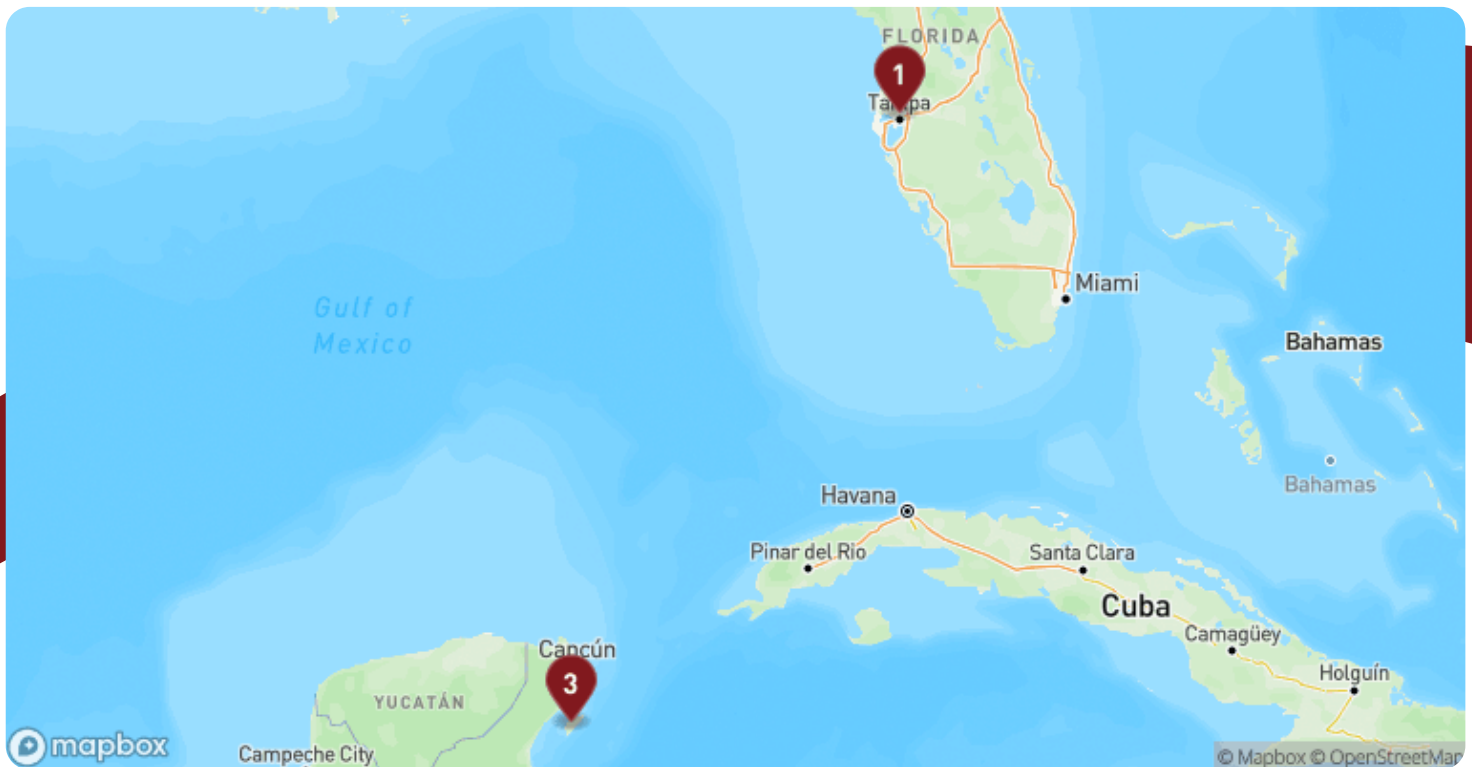 FLORIDA
1
Tampa
Miami
Gulf of
Mexico
Bahamas
Bahamas
Havana
Pinar del Rio
Santa Clara
Cuba
Camagüey
Cancún
Holguín
3
YUCATÁN
mapbox
Campeche City
© Mapbox © OpenStreetMap